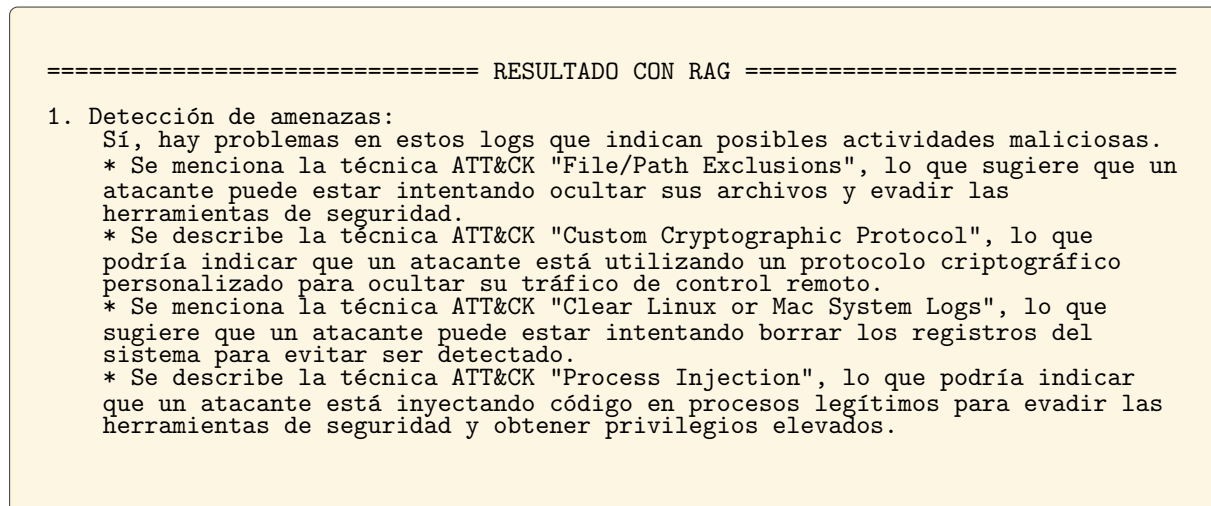 =============================== RESULTADO CON RAG ===============================
1. Detección de amenazas:
Sí, hay problemas en estos logs que indican posibles actividades maliciosas.
* Se menciona la técnica ATT&CK "File/Path Exclusions", lo que sugiere que un
atacante puede estar intentando ocultar sus archivos y evadir las
herramientas de seguridad.
* Se describe la técnica ATT&CK "Custom Cryptographic Protocol", lo que
podría indicar que un atacante está utilizando un protocolo criptográfico
personalizado para ocultar su tráfico de control remoto.
* Se menciona la técnica ATT&CK "Clear Linux or Mac System Logs", lo que
sugiere que un atacante puede estar intentando borrar los registros del
sistema para evitar ser detectado.
* Se describe la técnica ATT&CK "Process Injection", lo que podría indicar
que un atacante está inyectando código en procesos legítimos para evadir las
herramientas de seguridad y obtener privilegios elevados.